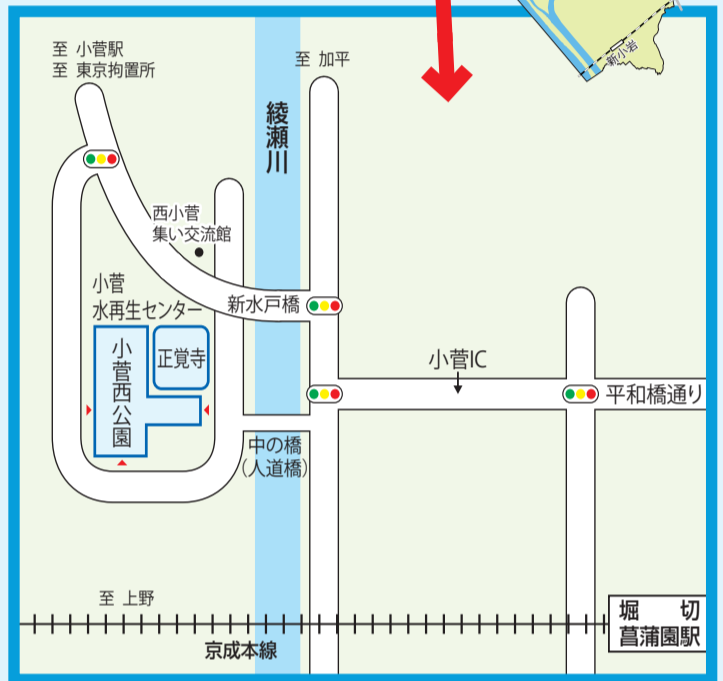 新小岩
至 小菅駅
至 東京拘置所
至 加平
綾瀬川
西小菅
集い交流館
小菅
水再生センター
新水戸橋
小菅西公園
正覚寺
小菅IC
平和橋通り
中の橋
（人道橋）
至 上野
京成本線
堀切
菖蒲園駅